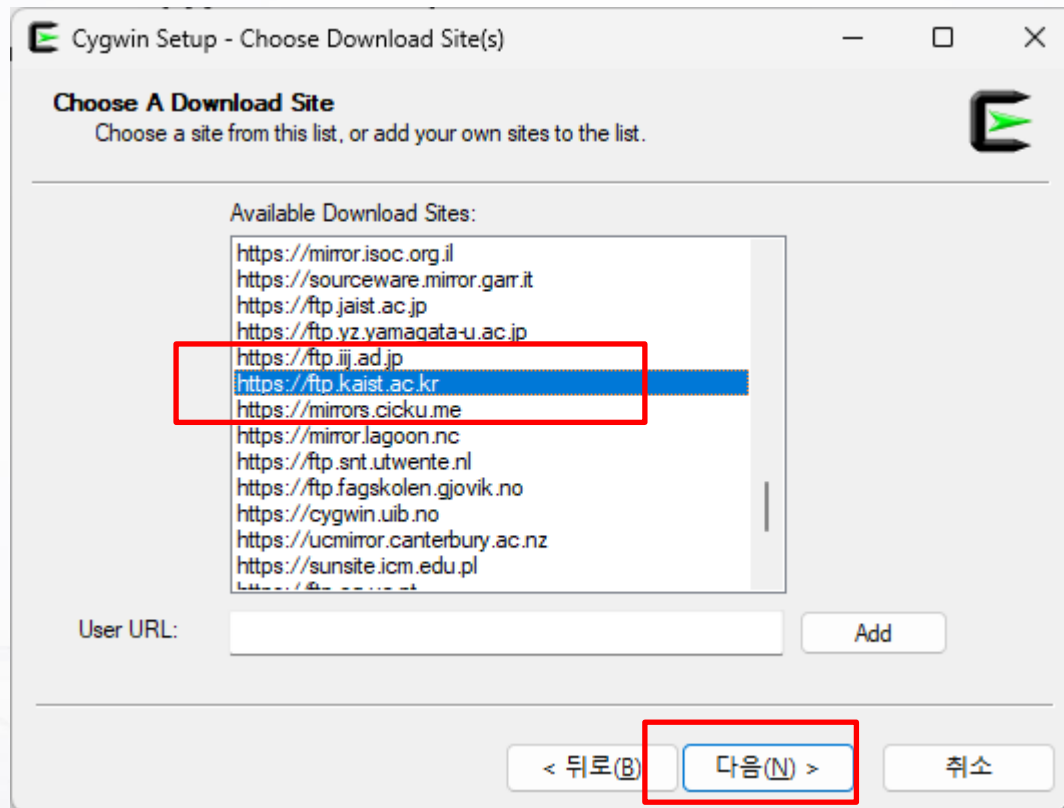 Cygwin Setup - Choose Download Site(s)
Choose A Download Site
Choose a site from this list, or add your own sites to the list.
Available Download Sites:
https://mirror.isoc.org.il
https://sourceware.mirror.garr.it
https://ftp.jaist.ac.jp
https://ftp.yz.yamagata-u.ac.jp
https://ftp.iij.ad.jp
https://ftp.kaist.ac.kr
https://mirrors.cicku.me
https://mirror.lagoon.nc
https://ftp.snt.utwente.nl
https://ftp.fagskolen.gjovik.no
https://cygwin.uib.no
https://ucmirror.canterbury.ac.nz
https://sunsite.icm.edu.pl
User URL:
Add
< 뒤로(B)
다음(N) >
취소